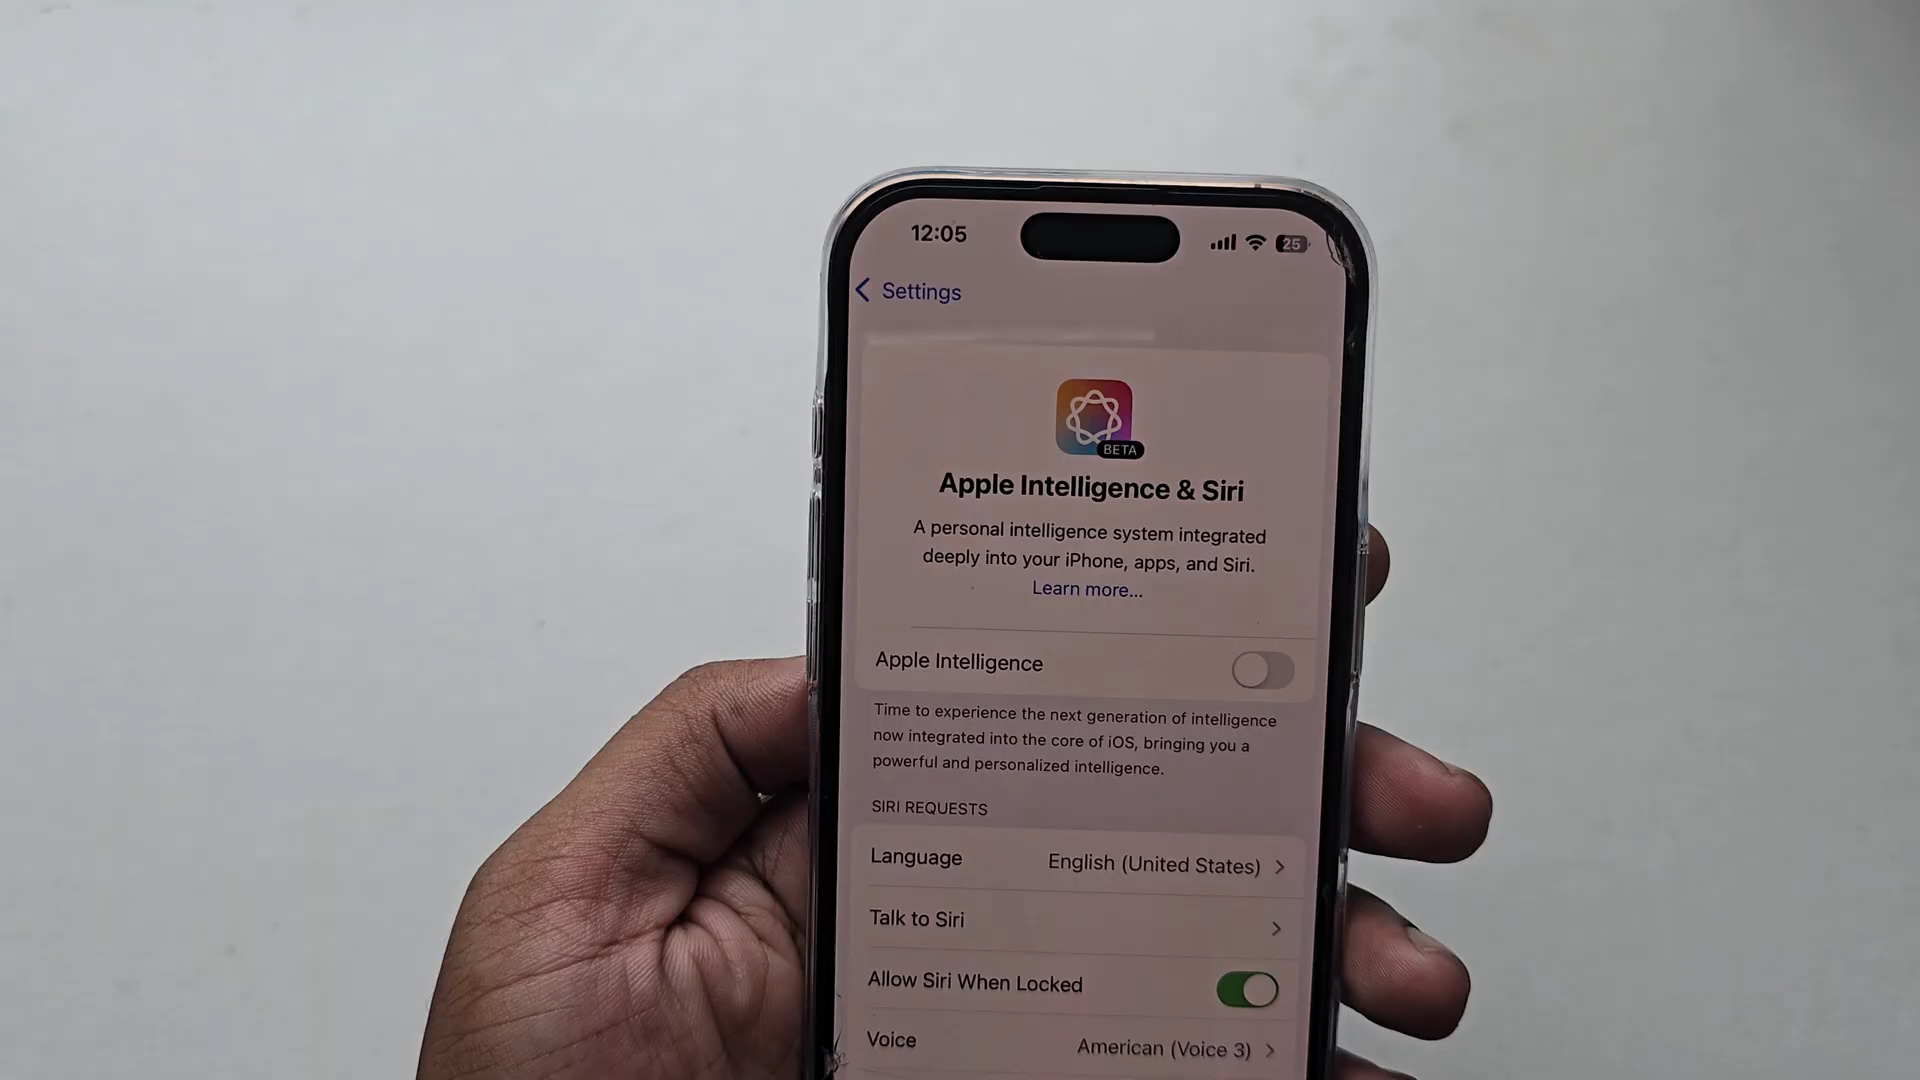 12:05
25
Settings
BETA
Apple Intelligence & Siri
A personal intelligence system integrated
deeply into your iPhone, apps, and Siri.
Learn more...
Apple Intelligence
Time to experience the next generation of intelligence
now integrated into the core of iOS, bringing you a
powerful and personalized intelligence.
SIRI REQUESTS
Language English (United States)
Talk to Siri
Allow Siri When Locked
Voice American (Voice 3)